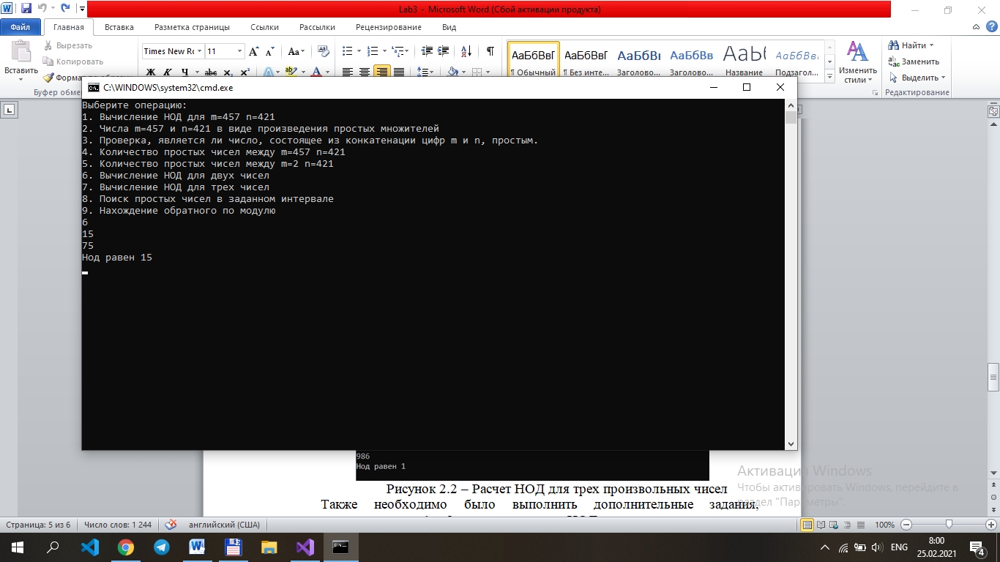 Lab3 - Microsoft Word (Сбой активации продукта)
Файл Главная Вставка Разметка страницы Ссылки Рассылки Рецензирование Вид
Вставить
Вырезать
Копировать
Буфер
Times New Ro 11
Ж К Ч abc x₂ x²
АаБбВвГ АаБбВвГ АаБбВв АаБбВв АаБ АаБбВв
¶ Обычный ¶ Без инте... Заголово... Заголово... Название Подзагол...
Изменить стили
Найти
Заменить
Выделить
Редактирование
C:\WINDOWS\system32\cmd.exe
Выберите операцию:
1. Вычисление НОД для m=457 n=421
2. Числа m=457 и n=421 в виде произведения простых множителей
3. Проверка, является ли число, состоящее из конкатенации цифр m и n, простым.
4. Количество простых чисел между m=457 n=421
5. Количество простых чисел между m=2 n=421
6. Вычисление НОД для двух чисел
7. Вычисление НОД для трех чисел
8. Поиск простых чисел в заданном интервале
9. Нахождение обратного по модулю
6
15
75
Нод равен 15
986
Нод равен 1
Рисунок 2.2 – Расчет НОД для трех произвольных чисел
Также необходимо было выполнить дополнительные задания,
Активация Windows
Чтобы активировать Windows, перейдите в
раздел "Параметры".
Страница: 5 из 6 Число слов: 1 244 английский (США) 100%
ENG
8:00
25.02.2021
4